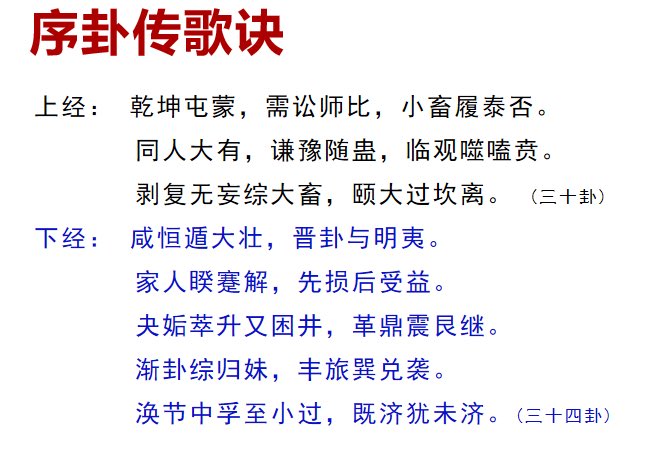 序卦传歌诀
上经： 乾坤屯蒙，需讼师比，小畜履泰否。
同人大有，谦豫随蛊，临观噬嗑贲。
剥复无妄综大畜，颐大过坎离。（三十卦）
下经： 咸恒遁大壮，晋卦与明夷。
家人睽蹇解，先损后受益。
夬姤萃升又困井，革鼎震艮继。
渐卦综归妹，丰旅巽兑袭。
涣节中孚至小过，既济犹未济。（三十四卦）